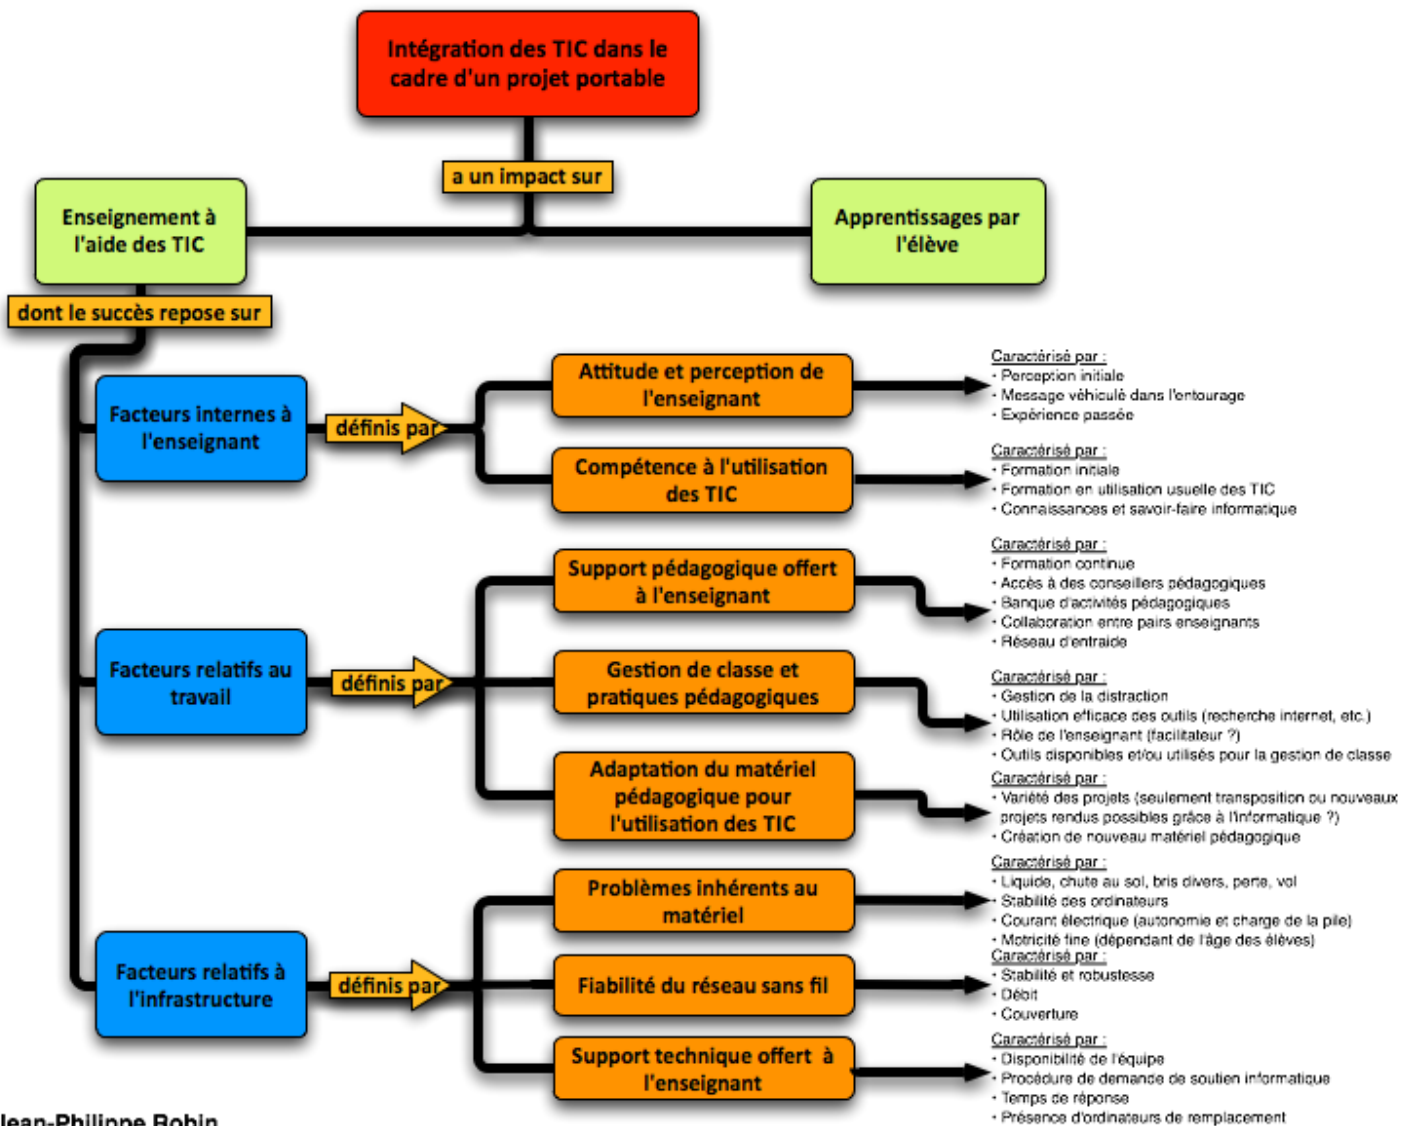 Intégration des TIC dans le
cadre d'un projet portable
a un impact sur
Enseignement à
l'aide des TIC
Apprentissages par
l'élève
dont le succès repose sur
Facteurs internes à
l'enseignant
définis par
Attitude et perception de
l'enseignant
Caractérisé par :
• Perception initiale
• Message véhiculé dans l'entourage
• Expérience passée
Compétence à l'utilisation
des TIC
Caractérisé par :
• Formation initiale
• Formation en utilisation usuelle des TIC
• Connaissances et savoir-faire informatique
Facteurs relatifs au
travail
définis par
Support pédagogique offert
à l'enseignant
Caractérisé par :
• Formation continue
• Accès à des conseillers pédagogiques
• Banque d'activités pédagogiques
• Collaboration entre pairs enseignants
• Réseau d'entraide
Gestion de classe et
pratiques pédagogiques
Caractérisé par :
• Gestion de la distraction
• Utilisation efficace des outils (recherche internet, etc.)
• Rôle de l'enseignant (facilitateur ?)
• Outils disponibles et/ou utilisés pour la gestion de classe
Adaptation du matériel
pédagogique pour
l'utilisation des TIC
Caractérisé par :
• Variété des projets (seulement transposition ou nouveaux
projets rendus possibles grâce à l'informatique ?)
• Création de nouveau matériel pédagogique
Facteurs relatifs à
l'infrastructure
définis par
Problèmes inhérents au
matériel
Caractérisé par :
• Liquide, chute au sol, bris divers, perte, vol
• Stabilité des ordinateurs
• Courant électrique (autonomie et charge de la pile)
• Motricité fine (dépendant de l'âge des élèves)
Fiabilité du réseau sans fil
Caractérisé par :
• Stabilité et robustesse
• Débit
• Couverture
Support technique offert à
l'enseignant
Caractérisé par :
• Disponibilité de l'équipe
• Procédure de demande de soutien informatique
• Temps de réponse
• Présence d'ordinateurs de remplacement
Jean-Philippe Robin